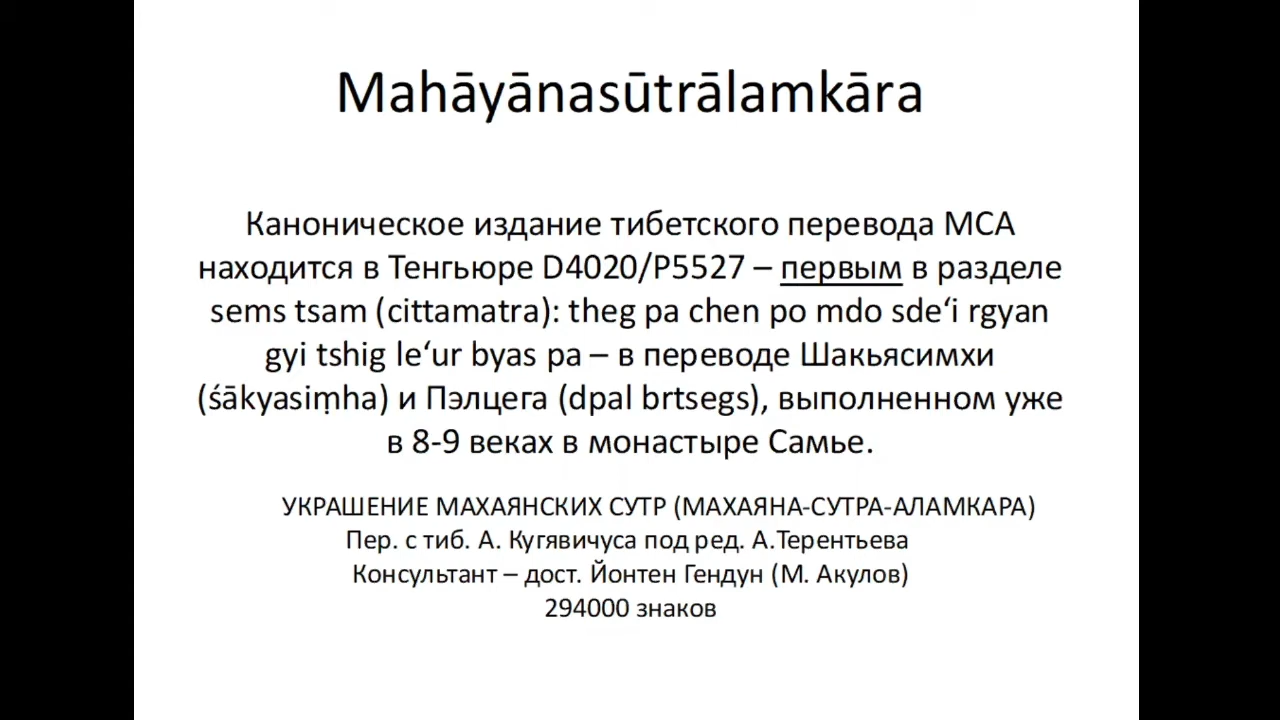 Mahāyānasūtrālamkāra
Каноническое издание тибетского перевода МСА
находится в Тенгьюре D4020/P5527 – первым в разделе
sems tsam (cittamatra): theg pa chen po mdo sde‘i rgyan
gyi tshig le‘ur byas pa – в переводе Шакьясимхи
(śākyasiṃha) и Пэлцега (dpal brtsegs), выполненном уже
в 8-9 веках в монастыре Самье.
УКРАШЕНИЕ МАХАЯНСКИХ СУТР (МАХАЯНА-СУТРА-АЛАМКАРА)
Пер. с тиб. А. Кугявичуса под ред. А.Терентьева
Консультант – дост. Йонтен Гендун (М. Акулов)
294000 знаков